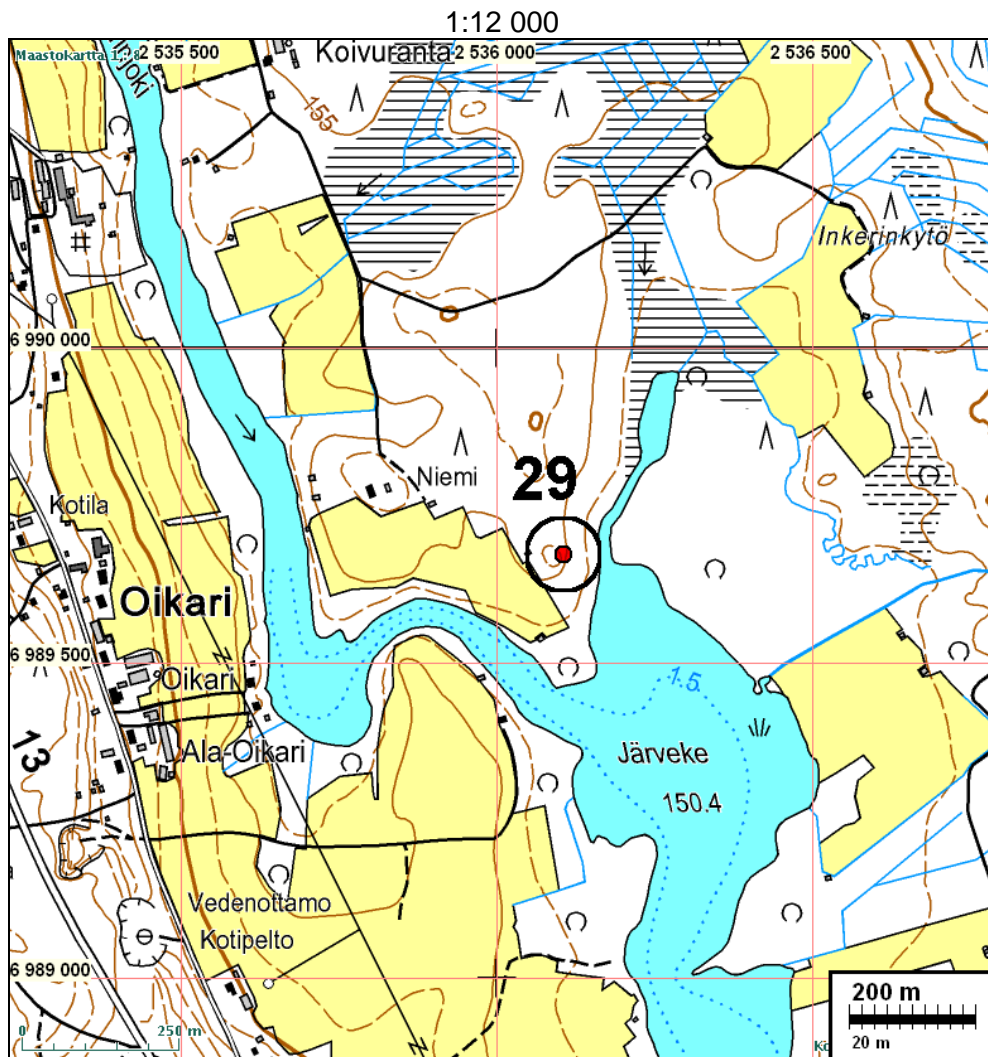 1:12 000
Maastokartta 1:
2 535 500
Koivuranta
2 536 000
2 536 500
155
Inkerinkytö
6 990 000
Niemi
29
Kotila
Oikari
6 989 500
Oikari
1.5
13
Ala-Oikari
Järveke
150.4
Vedenottamo
Kotipelto
6 989 000
200 m
20 m
0 250 m